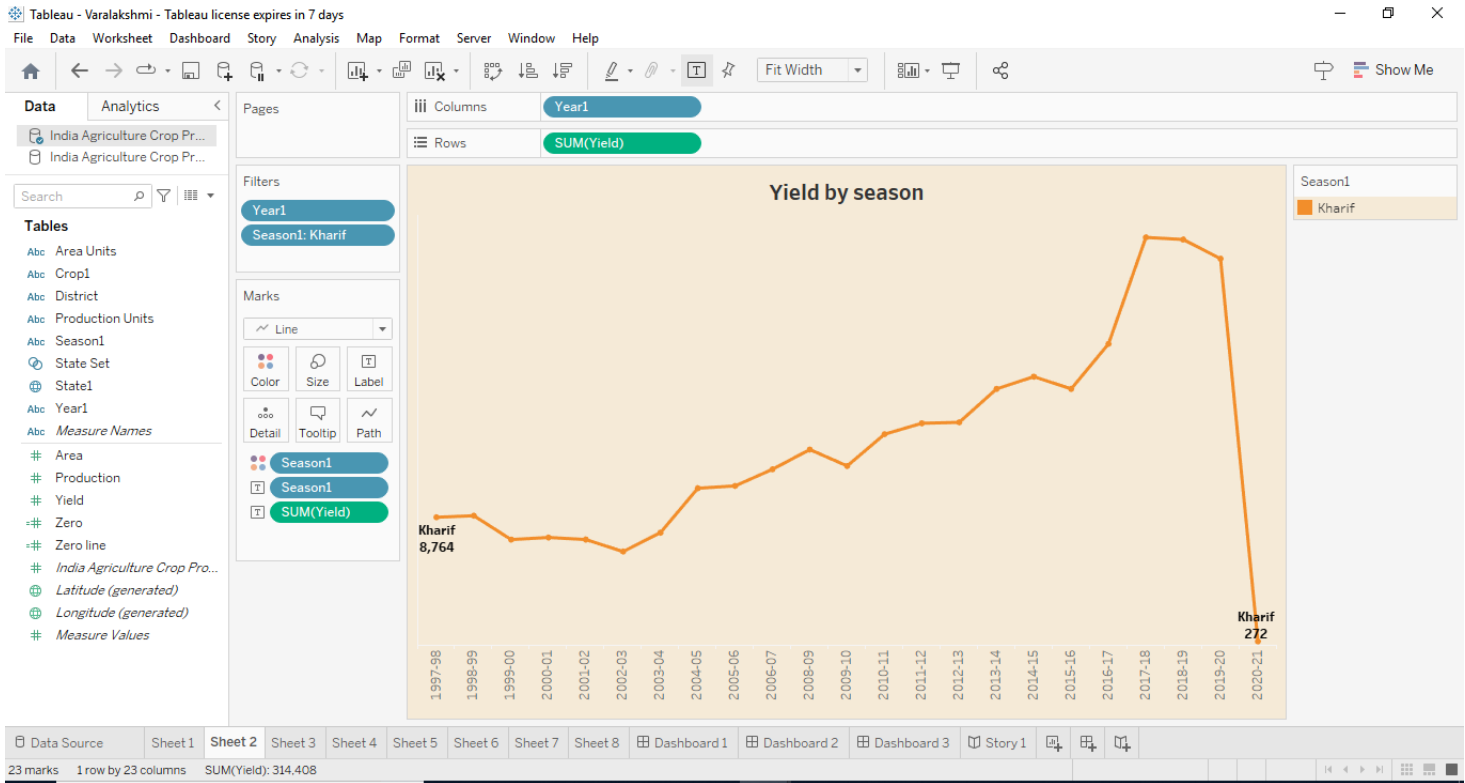 Tableau - Varalakshmi - Tableau license expires in 7 days
File Data Worksheet Dashboard Story Analysis Map Format Server Window Help
Fit Width
Show Me
Data Analytics
India Agriculture Crop Pr...
India Agriculture Crop Pr...
Search
Tables
Abc Area Units
Abc Crop1
Abc District
Abc Production Units
Abc Season1
State Set
State1
Abc Year1
Abc Measure Names
# Area
# Production
# Yield
=# Zero
=# Zero line
# India Agriculture Crop Pro...
Latitude (generated)
Longitude (generated)
# Measure Values
Pages
Filters
Year1
Season1: Kharif
Marks
Line
Color Size Label
Detail Tooltip Path
Season1
Season1
SUM(Yield)
Columns Year1
Rows SUM(Yield)
Yield by season
Kharif
8,764
Kharif
272
1997-98
1998-99
1999-00
2000-01
2001-02
2002-03
2003-04
2004-05
2005-06
2006-07
2008-09
2009-10
2010-11
2011-12
2012-13
2013-14
2014-15
2015-16
2016-17
2017-18
2018-19
2019-20
2020-21
Season1
Kharif
Data Source Sheet 1 Sheet 2 Sheet 3 Sheet 4 Sheet 5 Sheet 6 Sheet 7 Sheet 8 Dashboard 1 Dashboard 2 Dashboard 3 Story 1
23 marks 1 row by 23 columns SUM(Yield): 314,408